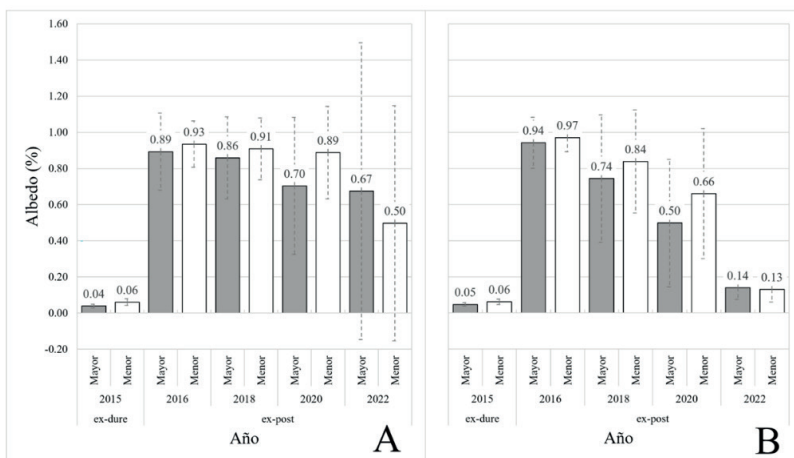 Albedo (%)
1.60
1.40
1.20
1.00
0.80
0.60
0.40
0.20
0.00
-0.20
0.04
0.06
0.89
0.93
0.86
0.91
0.70
0.89
0.67
0.50
Mayor Menor Mayor Menor Mayor Menor Mayor Menor Mayor Menor
2015 2016 2018 2020 2022
ex-dure ex-post
Año
A
0.05
0.06
0.94
0.97
0.74
0.84
0.50
0.66
0.14
0.13
Mayor Menor Mayor Menor Mayor Menor Mayor Menor Mayor Menor
2015 2016 2018 2020 2022
ex-dure ex-post
Año
B